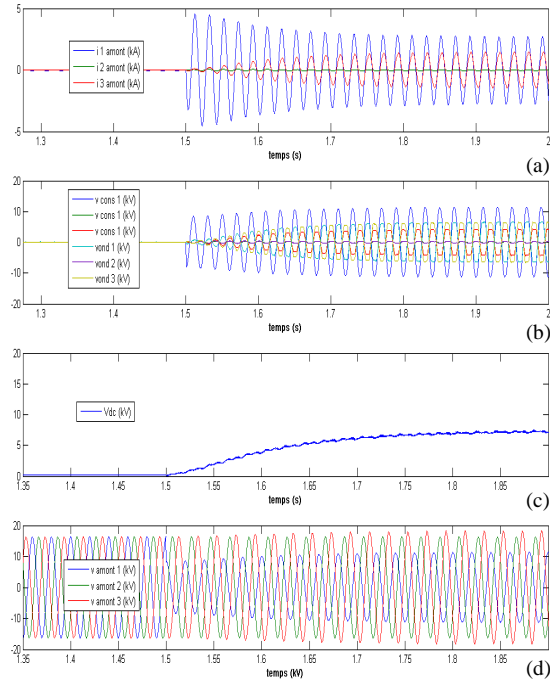 5
i 1 amont (kA)
i 2 amont (kA)
i 3 amont (kA)
0
-5
1.3 1.4 1.5 1.6 1.7 1.8 1.9 2
temps (s)
(a)
20
v cons 1 (kV)
v cons 1 (kV)
10
v cons 1 (kV)
vond 1 (kV)
0
vond 2 (kV)
vond 3 (kV)
-10
-20
1.3 1.4 1.5 1.6 1.7 1.8 1.9 2
temps (s)
(b)
20
15
10
Vdc (kV)
5
0
1.35 1.4 1.45 1.5 1.55 1.6 1.65 1.7 1.75 1.8 1.85
temps (s)
(c)
20
10
v amont 1 (kV)
0
v amont 2 (kV)
v amont 3 (kV)
-10
-20
1.35 1.4 1.45 1.5 1.55 1.6 1.65 1.7 1.75 1.8 1.85
temps (kV)
(d)